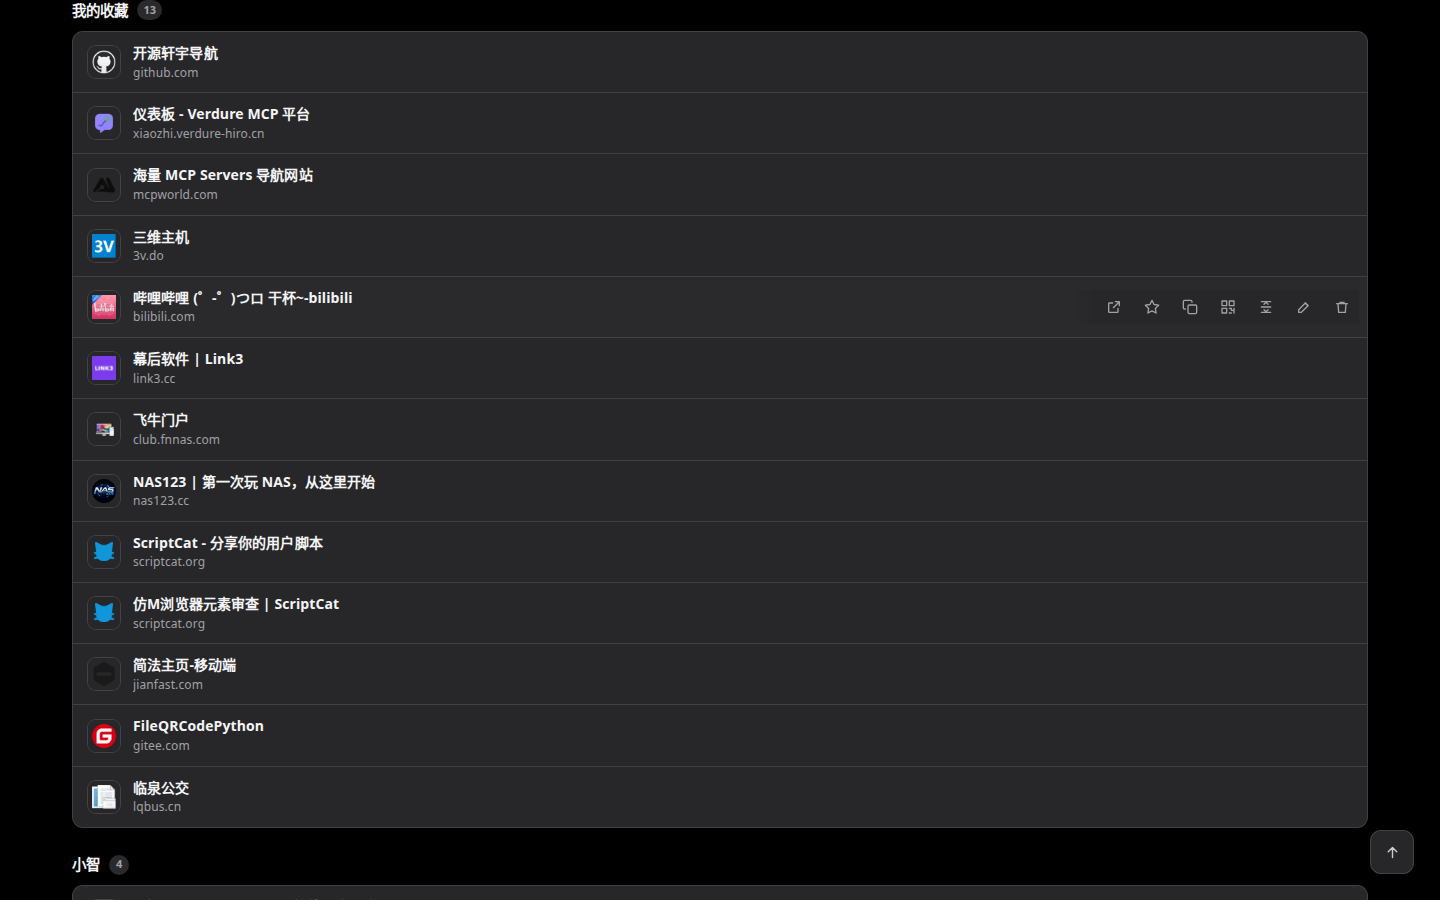 我的收藏 13
开源轩宇导航
github.com
仪表板 - Verdure MCP 平台
xiaozhi.verdure-hiro.cn
海量 MCP Servers 导航网站
mcpworld.com
3V
三维主机
3v.do
哔哩哔哩 (゜-゜)つロ 干杯~-bilibili
bilibili.com
LINK3
幕后软件 | Link3
link3.cc
飞牛门户
club.fnnas.com
NAS
NAS123 | 第一次玩 NAS，从这里开始
nas123.cc
ScriptCat - 分享你的用户脚本
scriptcat.org
仿M浏览器元素审查 | ScriptCat
scriptcat.org
简法主页-移动端
jianfast.com
G
FileQRCodePython
gitee.com
临泉公交
lqbus.cn
小智 4